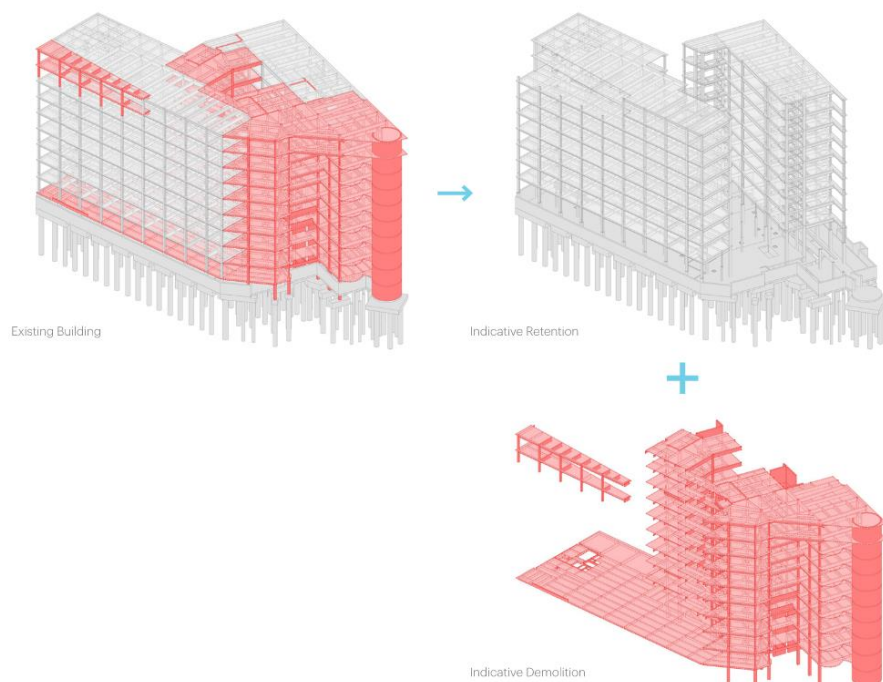 Existing Building
Indicative Retention
Indicative Demolition